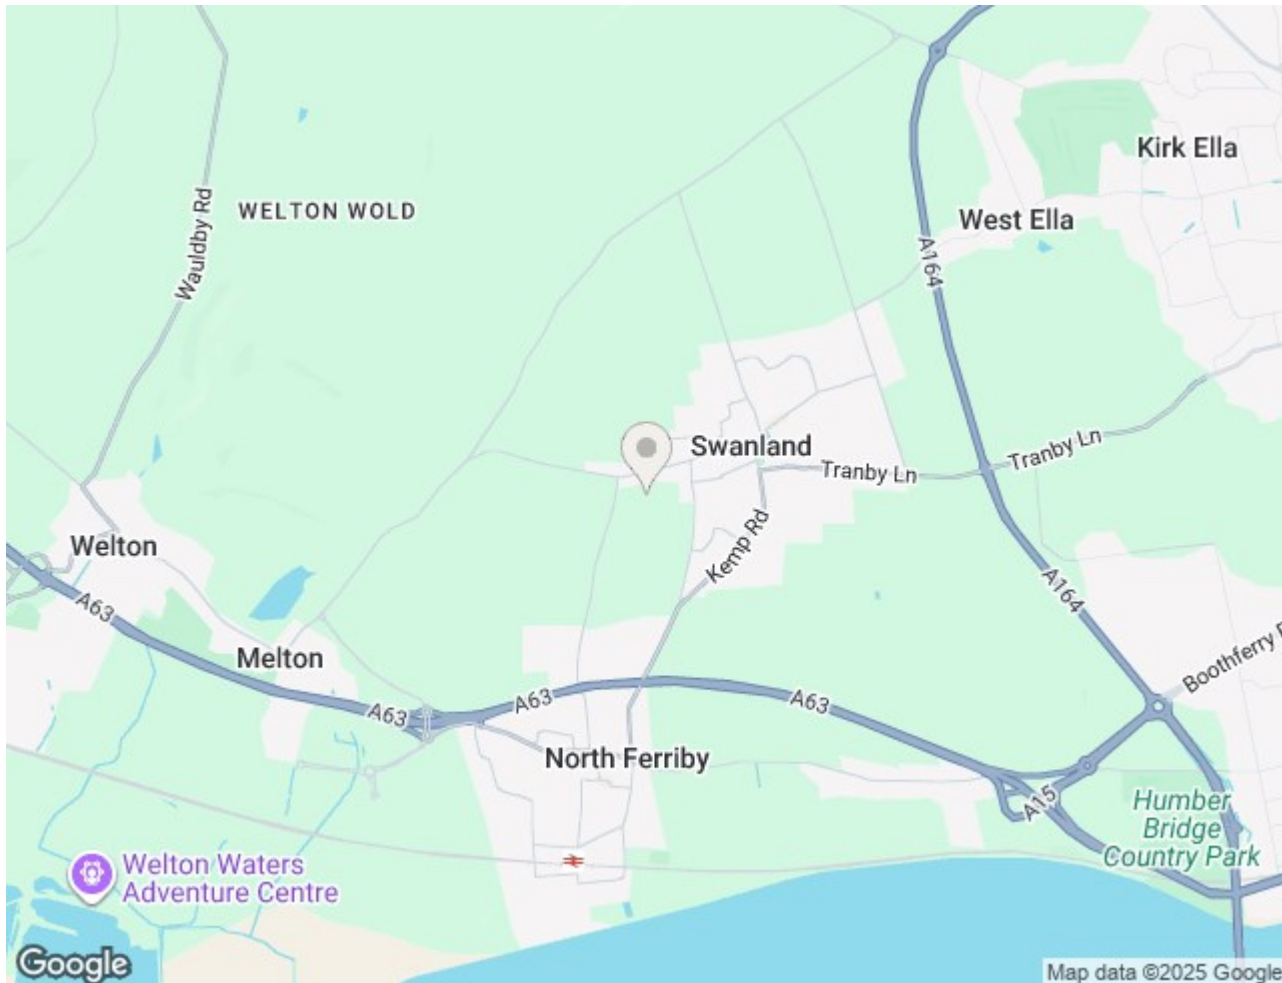 Kirk Ella
Wauldby Rd
WELTON WOLD
West Ella
A164
Swanland
Tranby Ln
Tranby Ln
Kemp Rd
Welton
A63
A164
Melton
Boothferry
A63
A63
A63
North Ferriby
A15
Humber
Bridge
Country Park
Welton Waters
Adventure Centre
Google
Map data ©2025 Google